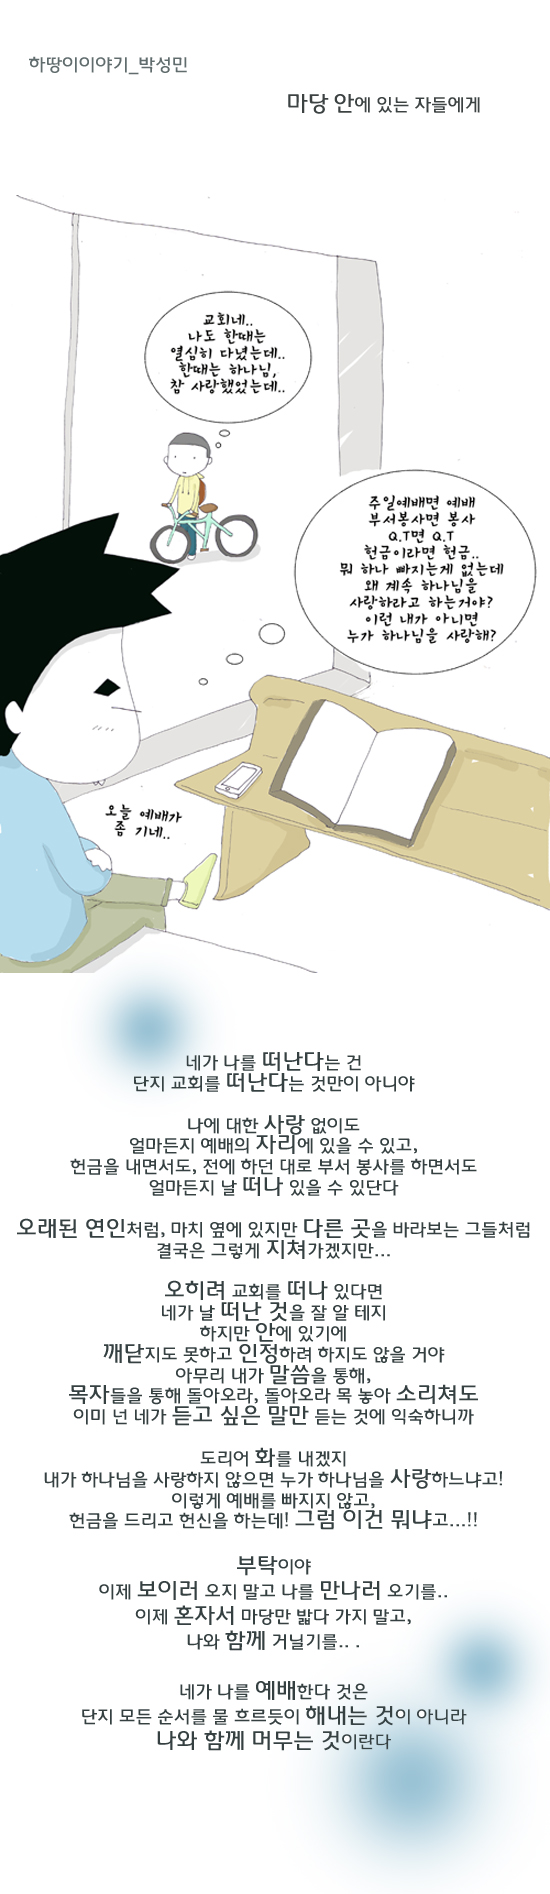 하땅이이야기_박성민
마당 안에 있는 자들에게
교회네..
나도 한때는
열심히 다녔는데..
한때는 하나님,
참 사랑했었는데..
주일예배면 예배
부서봉사면 봉사
Q.T면 Q.T
헌금이라면 헌금..
뭐 하나 빠지는게 없는데
왜 계속 하나님을
사랑하라고 하는거야?
이런 내가 아니면
누가 하나님을 사랑해?
오늘 예배가
좀 기네..
네가 나를 떠난다는 건
단지 교회를 떠난다는 것만이 아니야
나에 대한 사랑 없이도
얼마든지 예배의 자리에 있을 수 있고,
헌금을 내면서도, 전에 하던 대로 부서 봉사를 하면서도
얼마든지 날 떠나 있을 수 있단다
오래된 연인처럼, 마치 옆에 있지만 다른 곳을 바라보는 그들처럼
결국은 그렇게 지쳐가겠지만...
오히려 교회를 떠나 있다면
네가 날 떠난 것을 잘 알 테지
하지만 안에 있기에
깨닫지도 못하고 인정하려 하지도 않을 거야
아무리 내가 말씀을 통해,
목자들을 통해 돌아오라, 돌아오라 목 놓아 소리쳐도
이미 넌 네가 듣고 싶은 말만 듣는 것에 익숙하니까
도리어 화를 내겠지
내가 하나님을 사랑하지 않으면 누가 하나님을 사랑하느냐고!
이렇게 예배를 빠지지 않고,
헌금을 드리고 헌신을 하는데! 그럼 이건 뭐냐고...!!
부탁이야
이제 보이러 오지 말고 나를 만나러 오기를..
이제 혼자서 마당만 밟다 가지 말고,
나와 함께 거닐기를.. .
네가 나를 예배한다 것은
단지 모든 순서를 물 흐르듯이 해내는 것이 아니라
나와 함께 머무는 것이란다